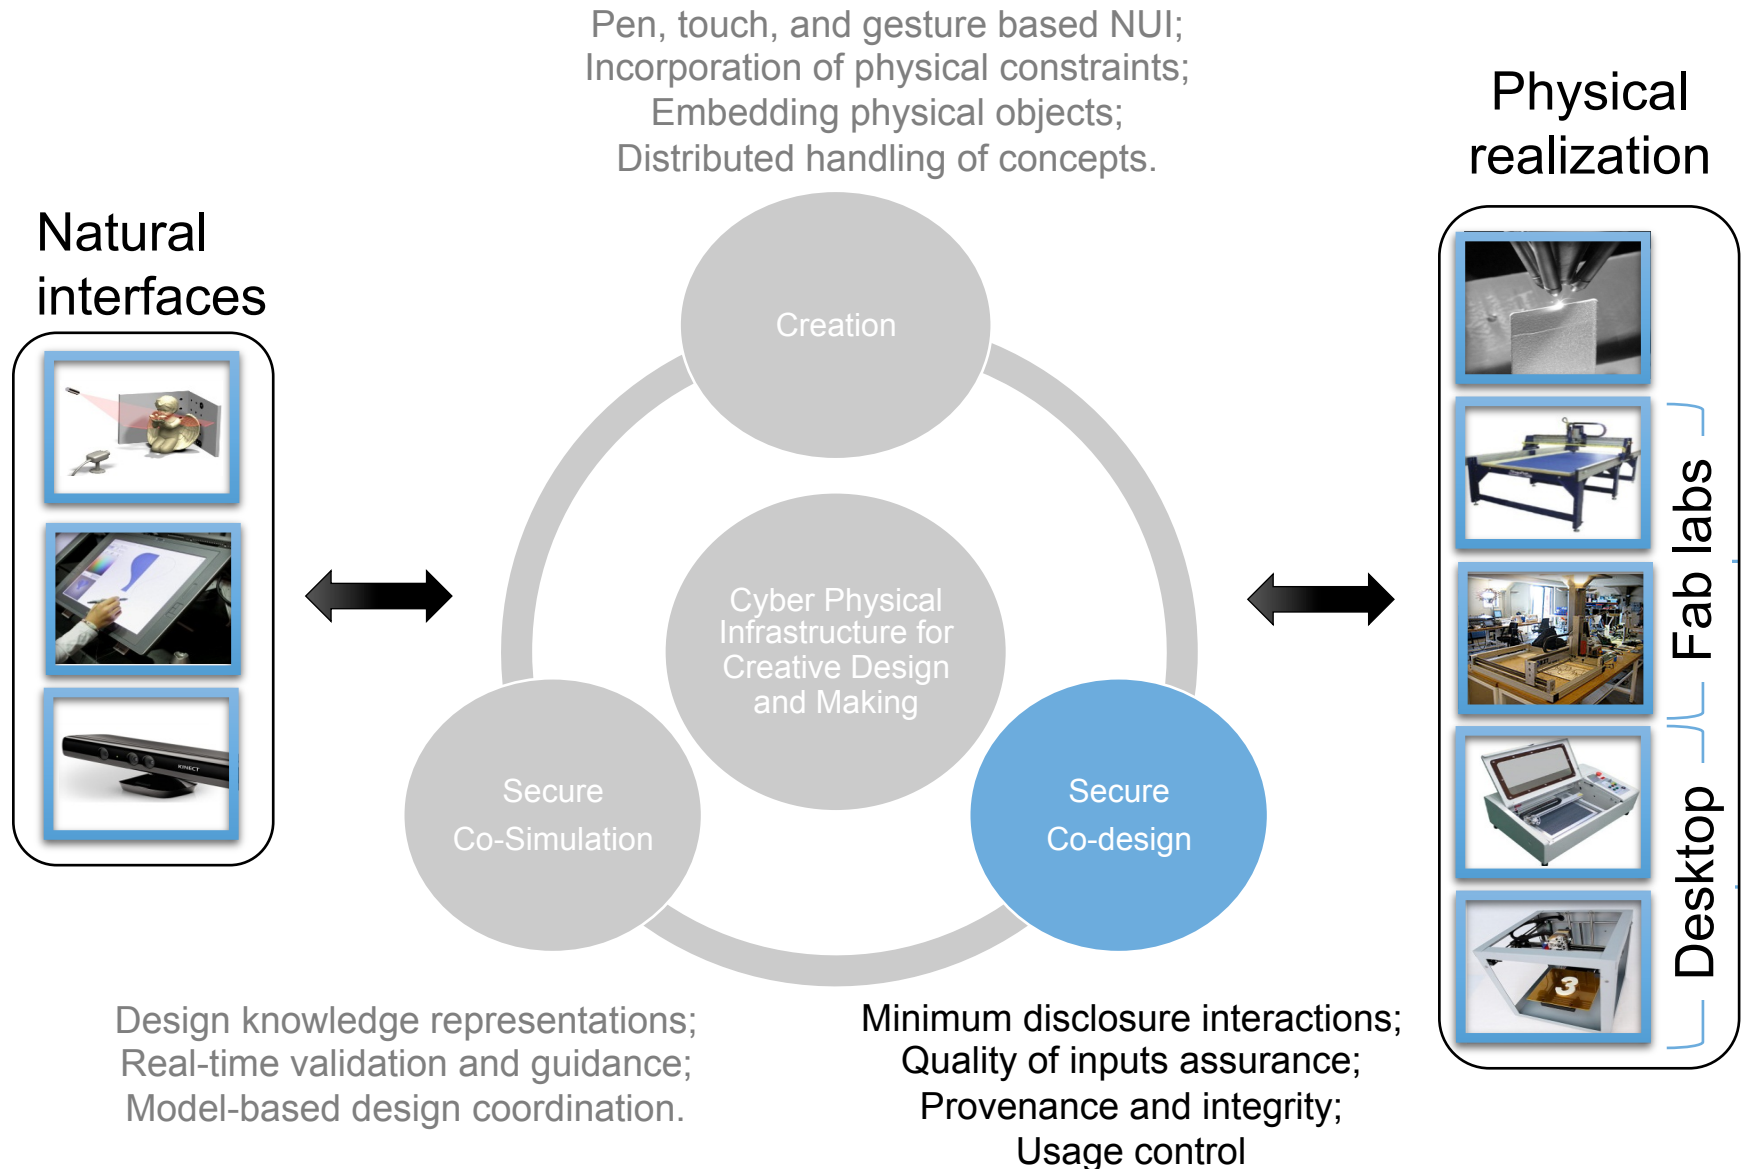 Pen, touch, and gesture based NUI;
Incorporation of physical constraints;
Embedding physical objects;
Distributed handling of concepts.
Physical
realization
Natural
interfaces
Creation
Cyber Physical
Infrastructure for
Creative Design
and Making
Secure
Co-Simulation
Secure
Co-design
KINECT
Fab labs
Desktop
3
Design knowledge representations;
Real-time validation and guidance;
Model-based design coordination.
Minimum disclosure interactions;
Quality of inputs assurance;
Provenance and integrity;
Usage control